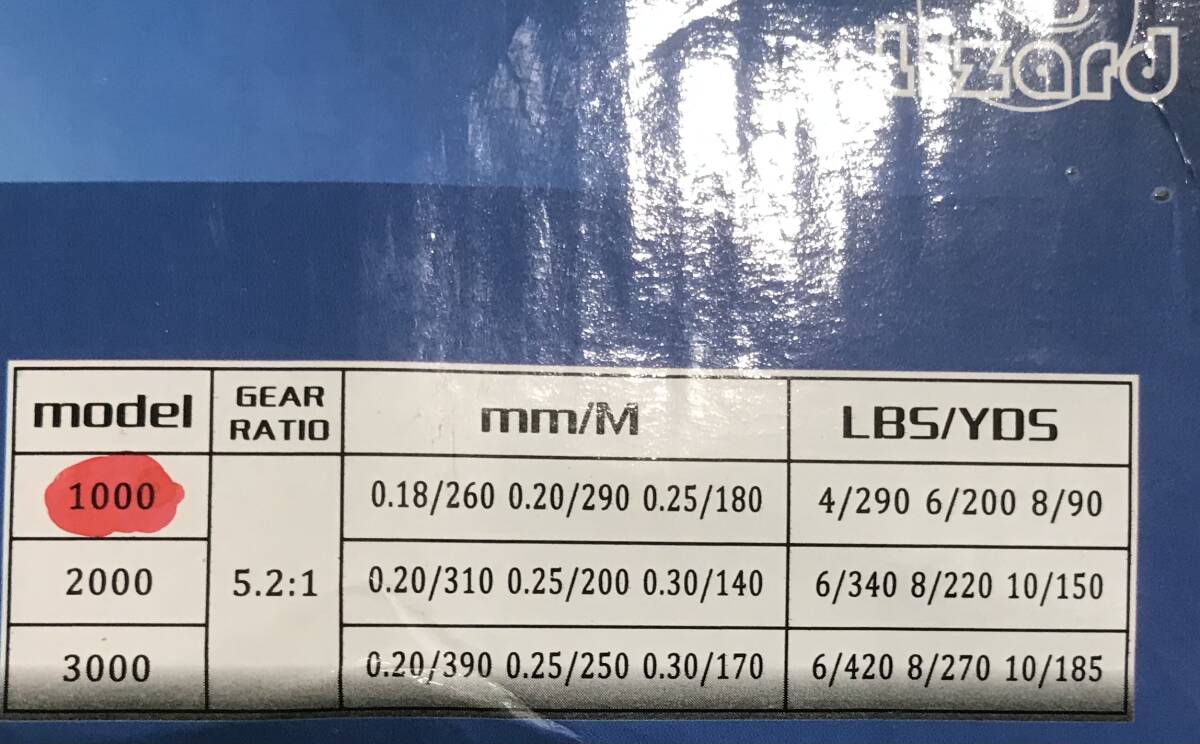 lizard
model GEAR RATIO mm/M LBS/YDS
1000 0.18/260 0.20/290 0.25/180 4/290 6/200 8/90
2000 5.2:1 0.20/310 0.25/200 0.30/140 6/340 8/220 10/150
3000 0.20/390 0.25/250 0.30/170 6/420 8/270 10/185